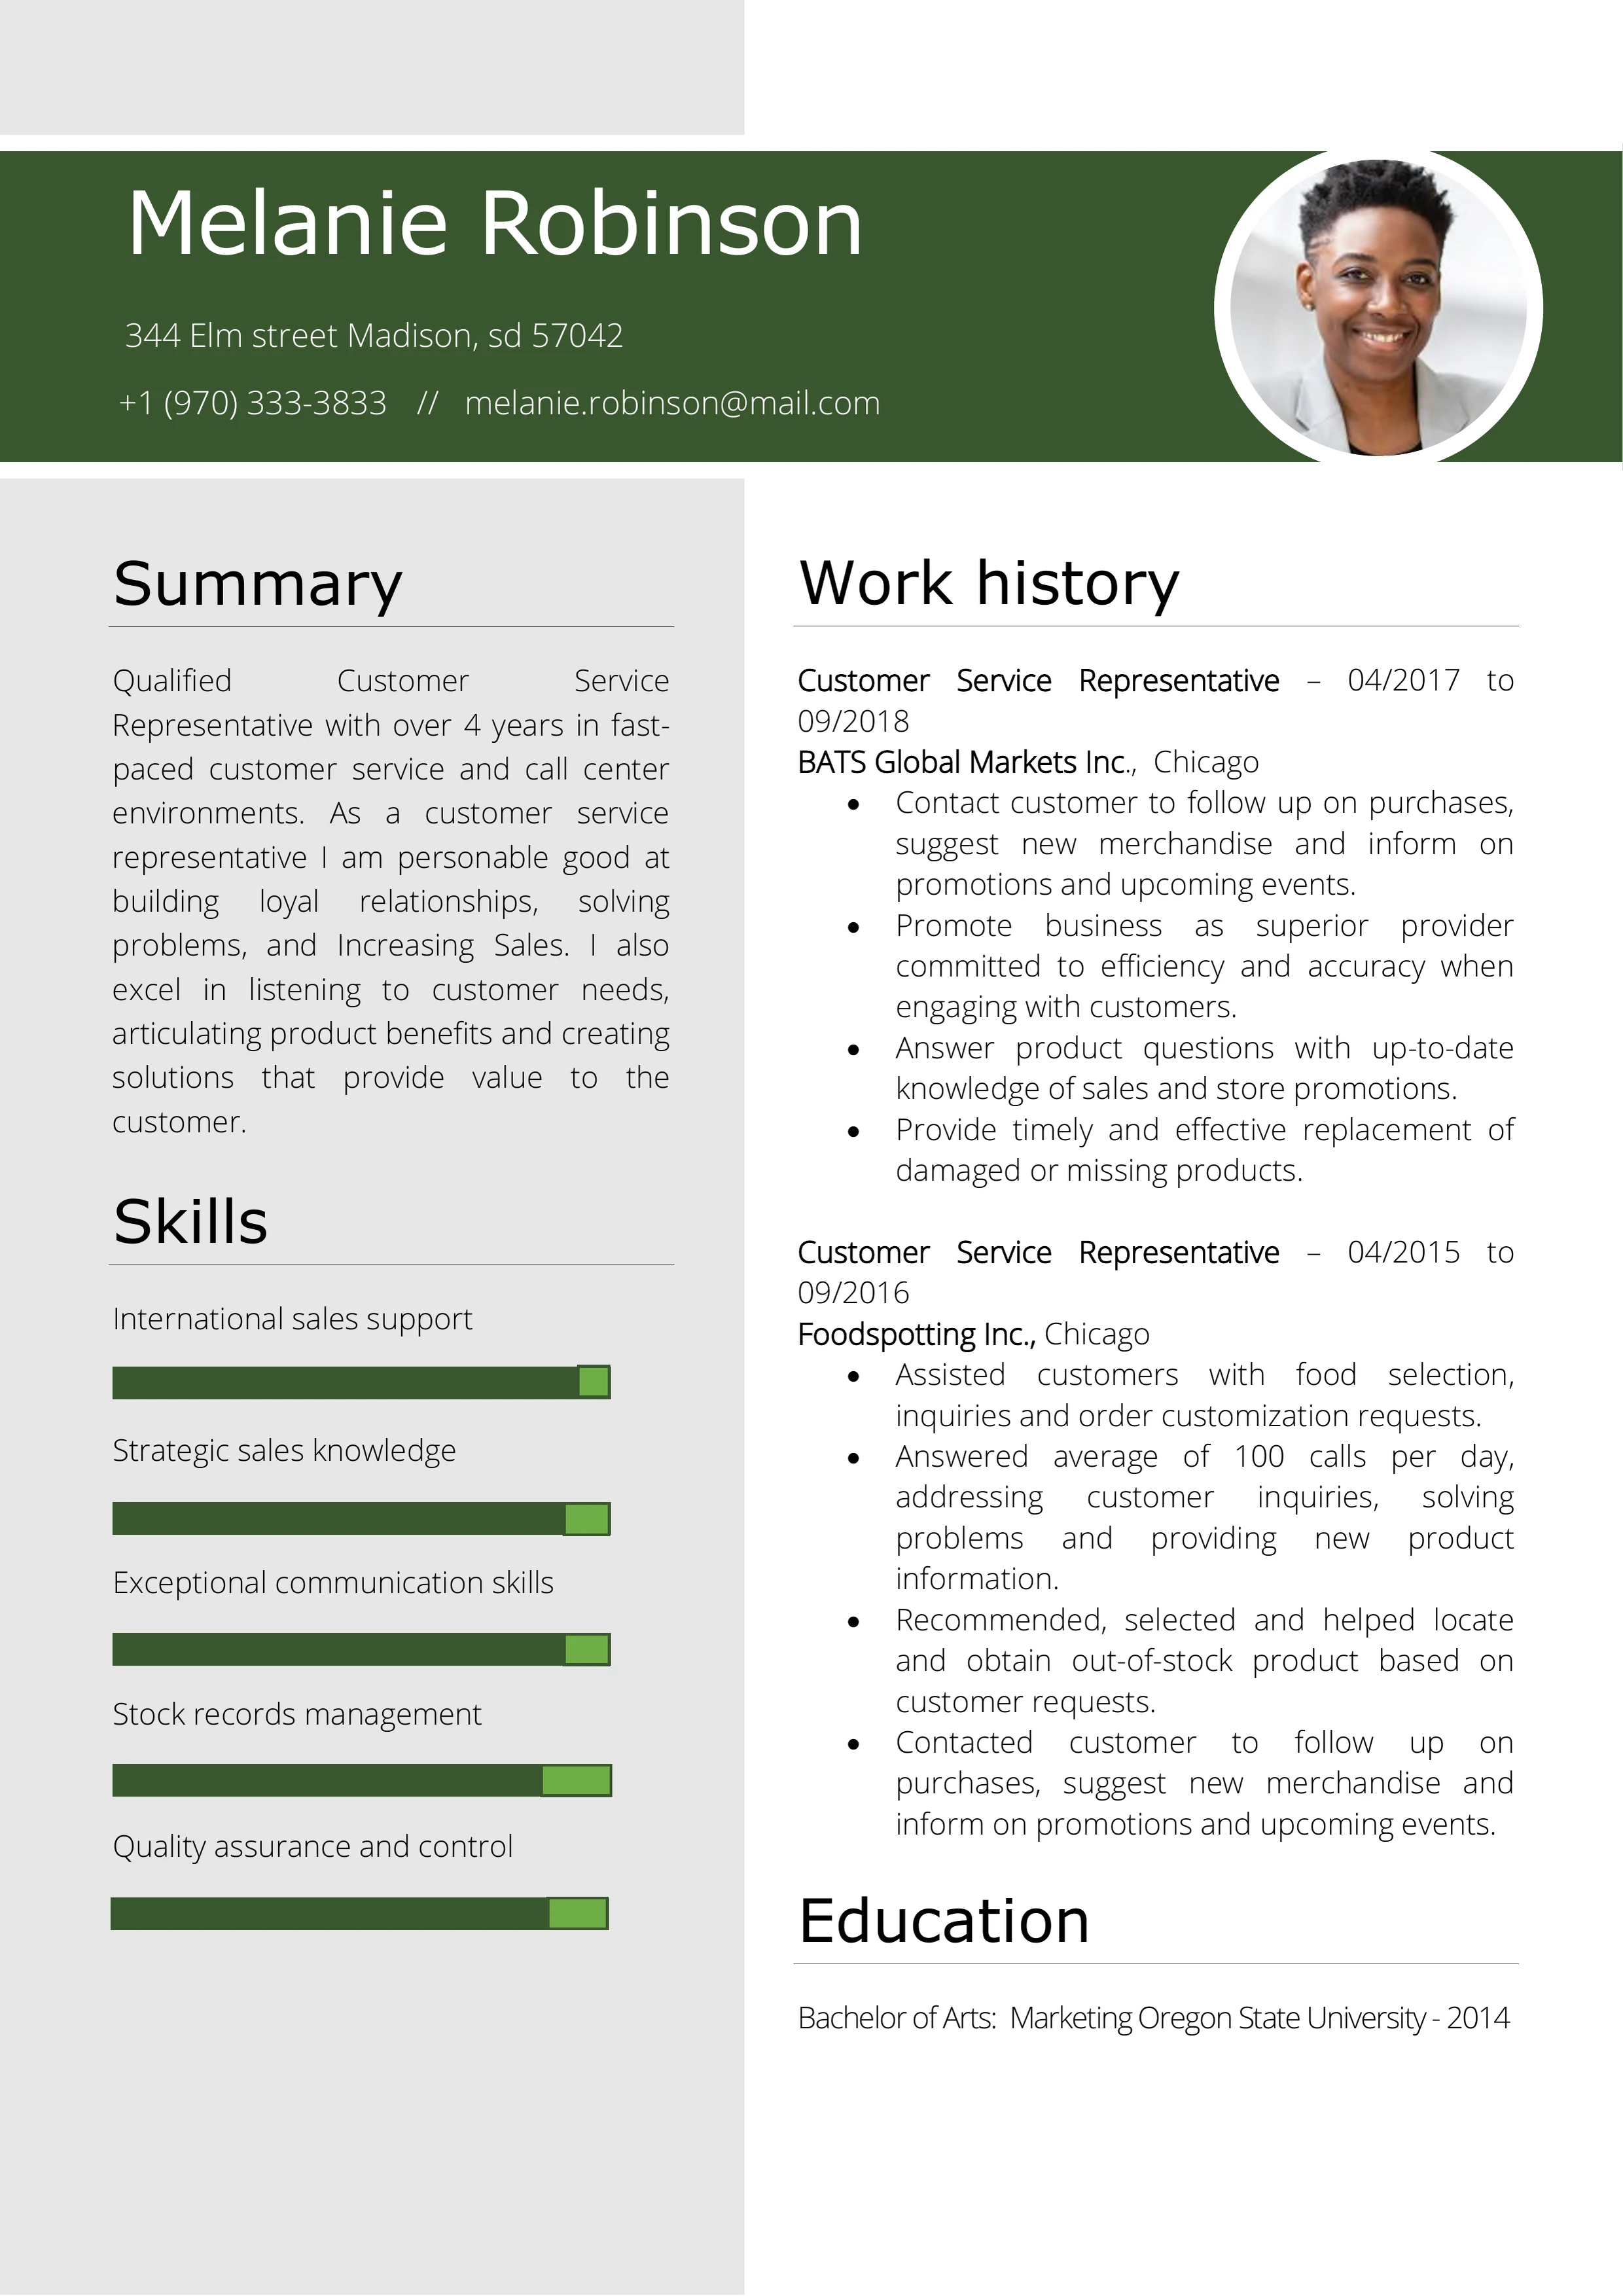 Melanie Robinson
344 Elm street Madison, sd 57042
+1 (970) 333-3833 // melanie.robinson@mail.com
Summary
Qualified Customer Service
Representative with over 4 years in fast-
paced customer service and call center
environments. As a customer service
representative I am personable good at
building loyal relationships, solving
problems, and Increasing Sales. I also
excel in listening to customer needs,
articulating product benefits and creating
solutions that provide value to the
customer.
Skills
International sales support
Strategic sales knowledge
Exceptional communication skills
Stock records management
Quality assurance and control
Work history
Customer Service Representative – 04/2017 to
09/2018
BATS Global Markets Inc., Chicago
• Contact customer to follow up on purchases,
suggest new merchandise and inform on
promotions and upcoming events.
• Promote business as superior provider
committed to efficiency and accuracy when
engaging with customers.
• Answer product questions with up-to-date
knowledge of sales and store promotions.
• Provide timely and effective replacement of
damaged or missing products.
Customer Service Representative – 04/2015 to
09/2016
Foodspotting Inc., Chicago
• Assisted customers with food selection,
inquiries and order customization requests.
• Answered average of 100 calls per day,
addressing customer inquiries, solving
problems and providing new product
information.
• Recommended, selected and helped locate
and obtain out-of-stock product based on
customer requests.
• Contacted customer to follow up on
purchases, suggest new merchandise and
inform on promotions and upcoming events.
Education
Bachelor of Arts: Marketing Oregon State University - 2014